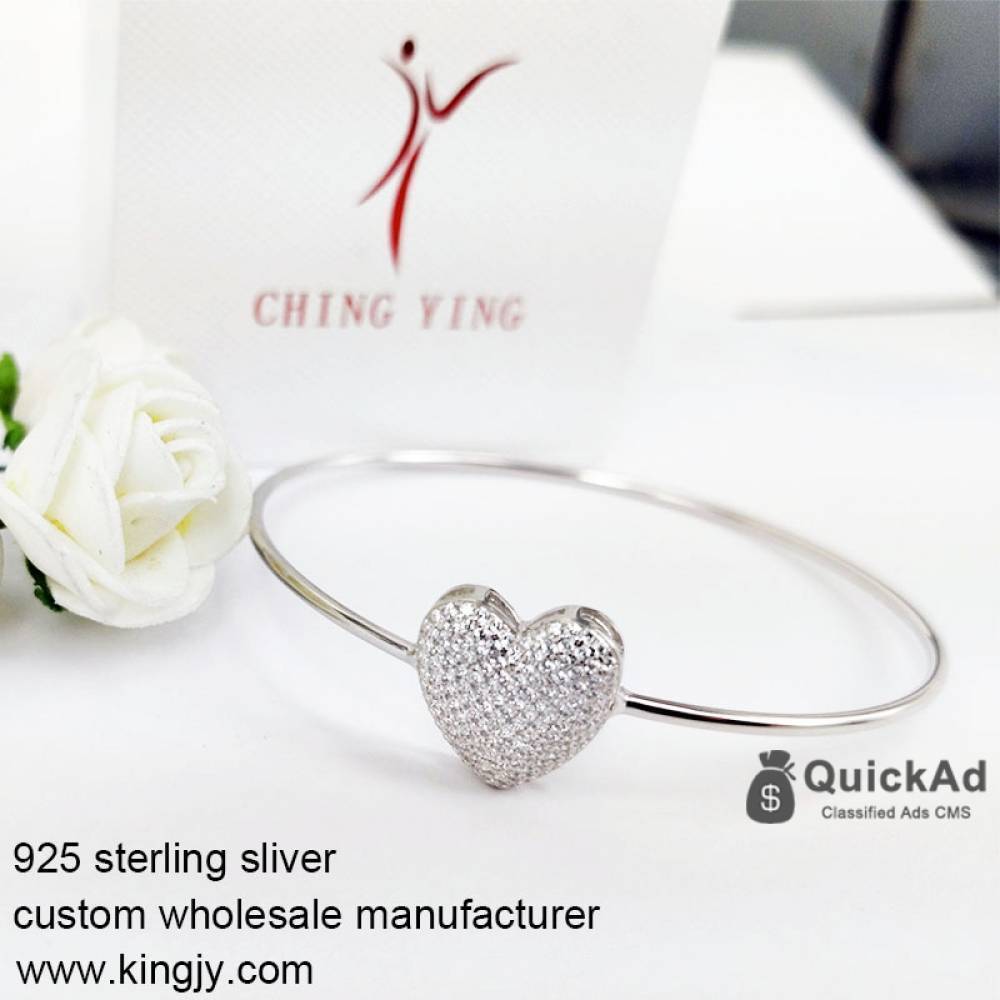 CHING YING
$
QuickAd
Classified Ads CMS
925 sterling sliver
custom wholesale manufacturer
www.kingjy.com